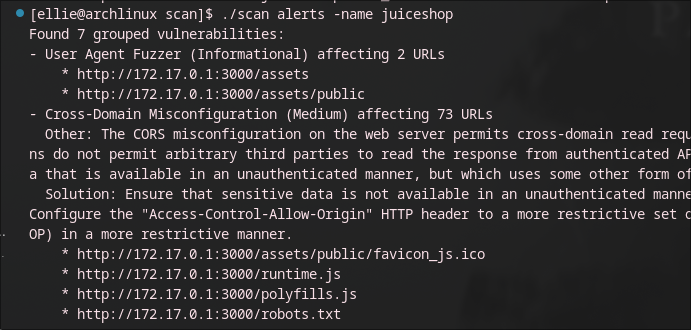 [ellie@archlinux scan]$ ./scan alerts -name juiceshop
Found 7 grouped vulnerabilities:
- User Agent Fuzzer (Informational) affecting 2 URLs
* http://172.17.0.1:3000/assets
* http://172.17.0.1:3000/assets/public
- Cross-Domain Misconfiguration (Medium) affecting 73 URLs
Other: The CORS misconfiguration on the web server permits cross-domain read requ
ns do not permit arbitrary third parties to read the response from authenticated AP
a that is available in an unauthenticated manner, but which uses some other form of
Solution: Ensure that sensitive data is not available in an unauthenticated manne
Configure the "Access-Control-Allow-Origin" HTTP header to a more restrictive set o
OP) in a more restrictive manner.
* http://172.17.0.1:3000/assets/public/favicon_js.ico
* http://172.17.0.1:3000/runtime.js
* http://172.17.0.1:3000/polyfills.js
* http://172.17.0.1:3000/robots.txt